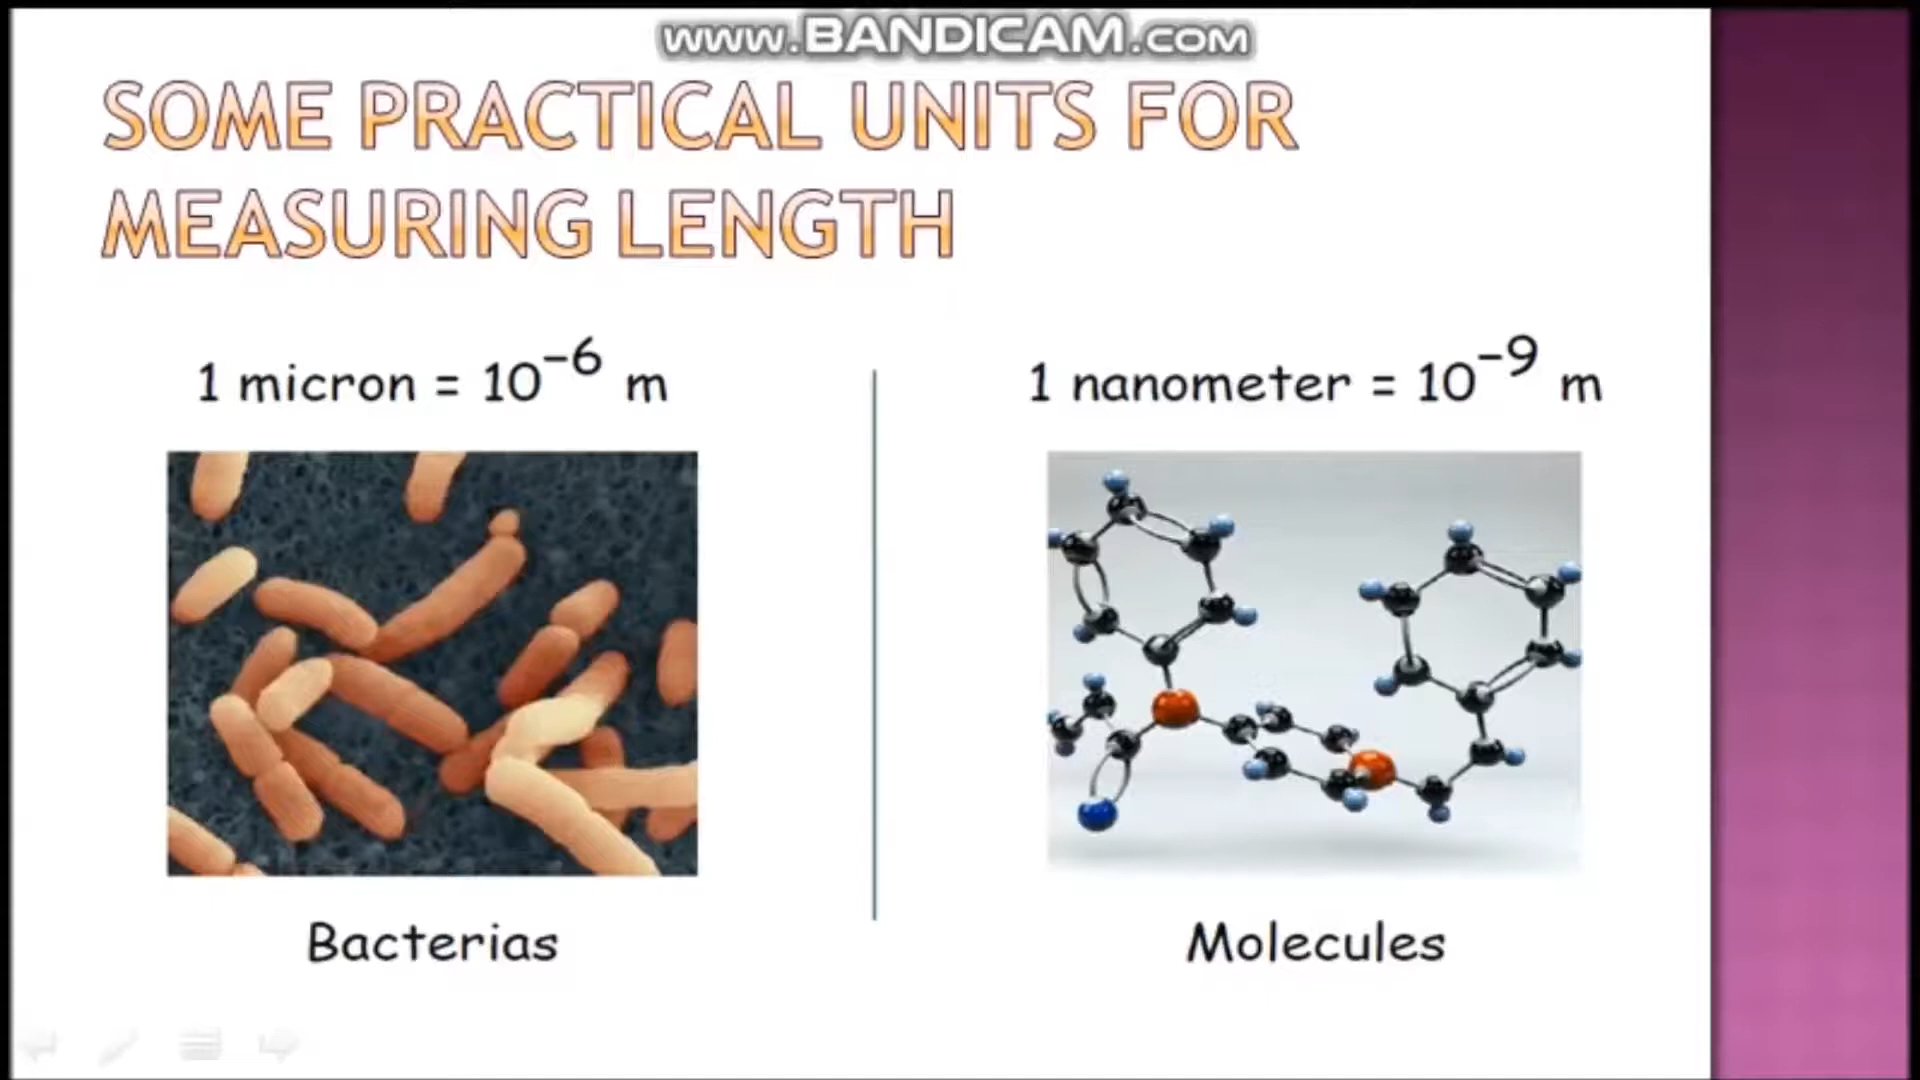 www.BANDICAM.com
SOME PRACTICAL UNITS FOR
MEASURING LENGTH
1 micron = 10⁻⁶ m
1 nanometer = 10⁻⁹ m
Bacterias
Molecules